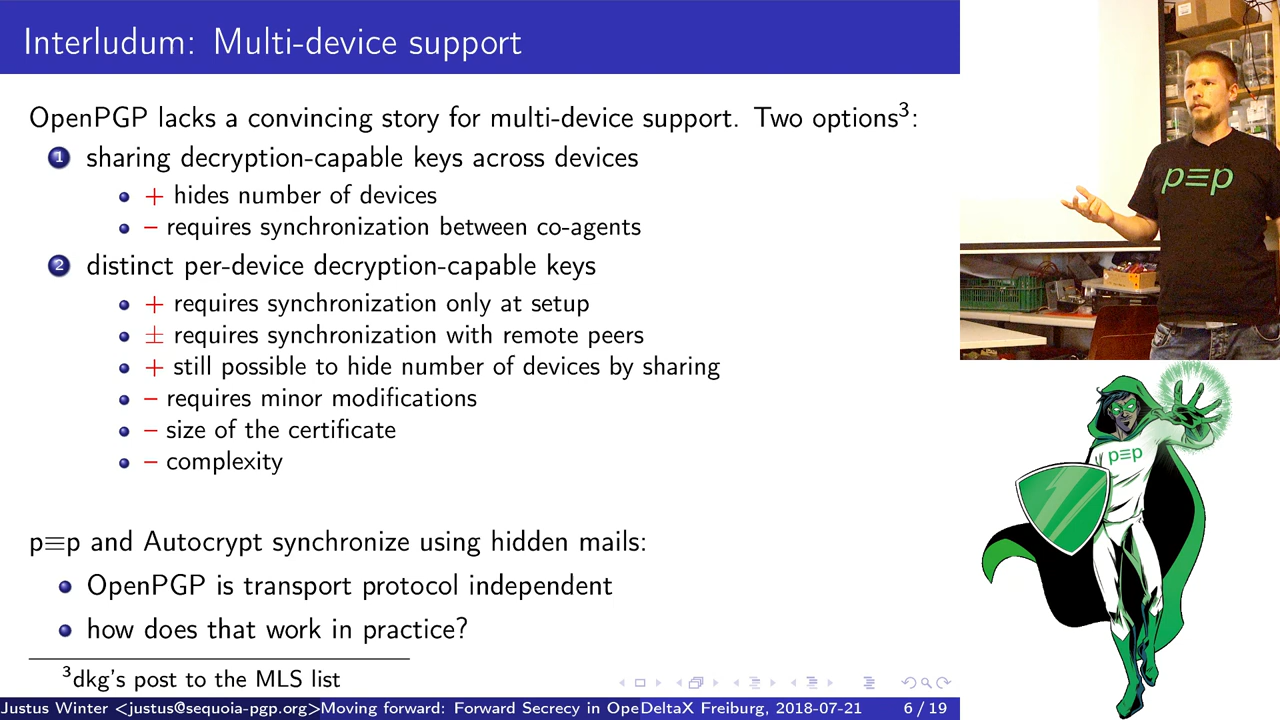 Interludum: Multi-device support
OpenPGP lacks a convincing story for multi-device support. Two options³:
1 sharing decryption-capable keys across devices
+ hides number of devices
– requires synchronization between co-agents
2 distinct per-device decryption-capable keys
+ requires synchronization only at setup
± requires synchronization with remote peers
+ still possible to hide number of devices by sharing
– requires minor modifications
– size of the certificate
– complexity
p≡p and Autocrypt synchronize using hidden mails:
OpenPGP is transport protocol independent
how does that work in practice?
³dkg's post to the MLS list
Justus Winter <justus@sequoia-pgp.org> Moving forward: Forward Secrecy in Ope DeltaX Freiburg, 2018-07-21 6 / 19
p≡p
p≡p